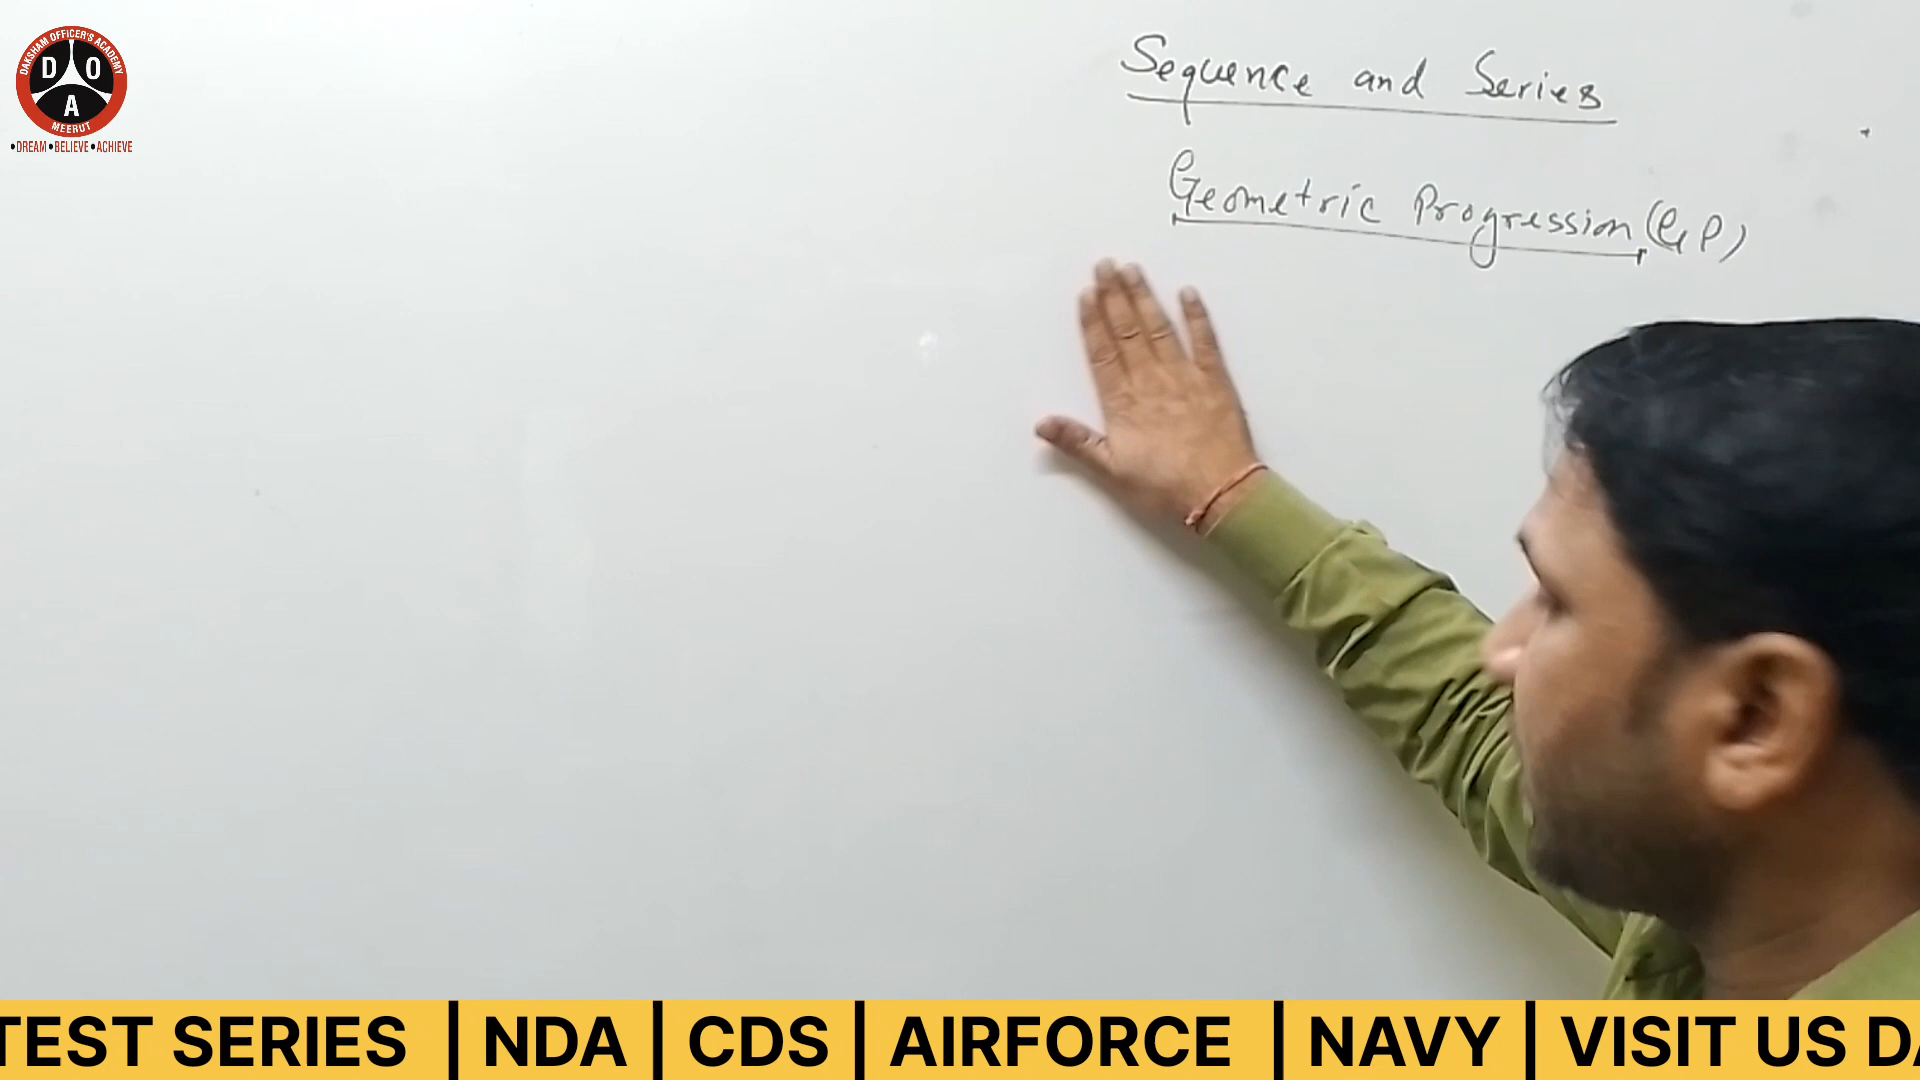 DAKSHAM OFFICER'S ACADEMY
D O
A
MEERUT
•DREAM•BELIEVE•ACHIEVE
Sequence and Series
Geometric Progression (GP)
TEST SERIES | NDA | CDS | AIRFORCE | NAVY | VISIT US